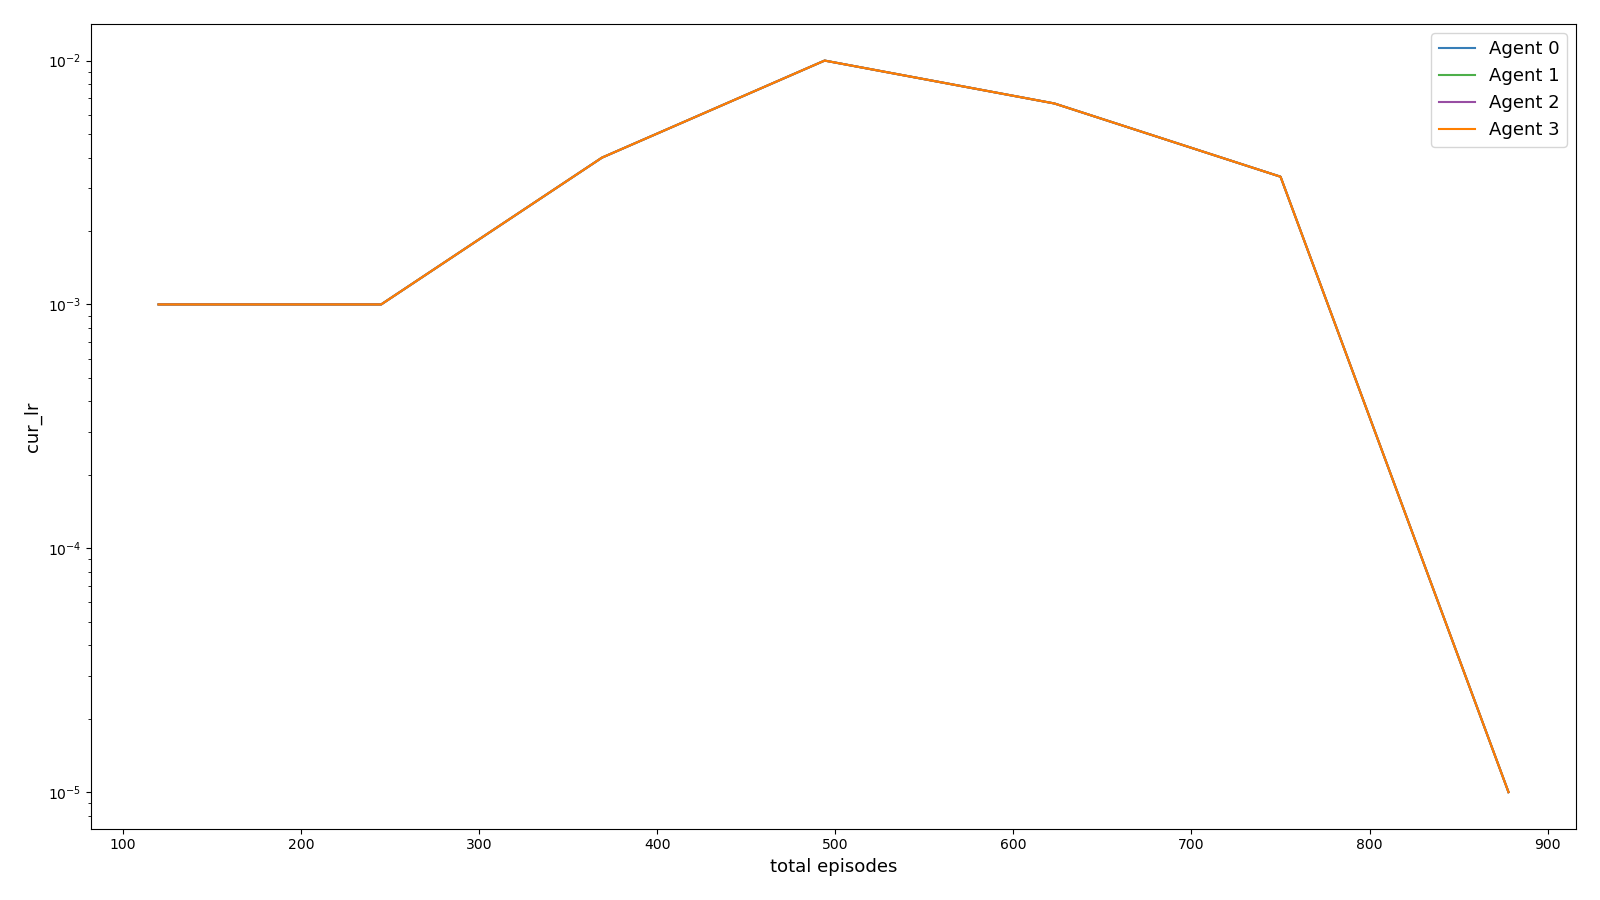 Agent 0
Agent 1
Agent 2
Agent 3
10⁻²
10⁻³
10⁻⁴
10⁻⁵
cur_lr
100 200 300 400 500 600 700 800 900
total episodes